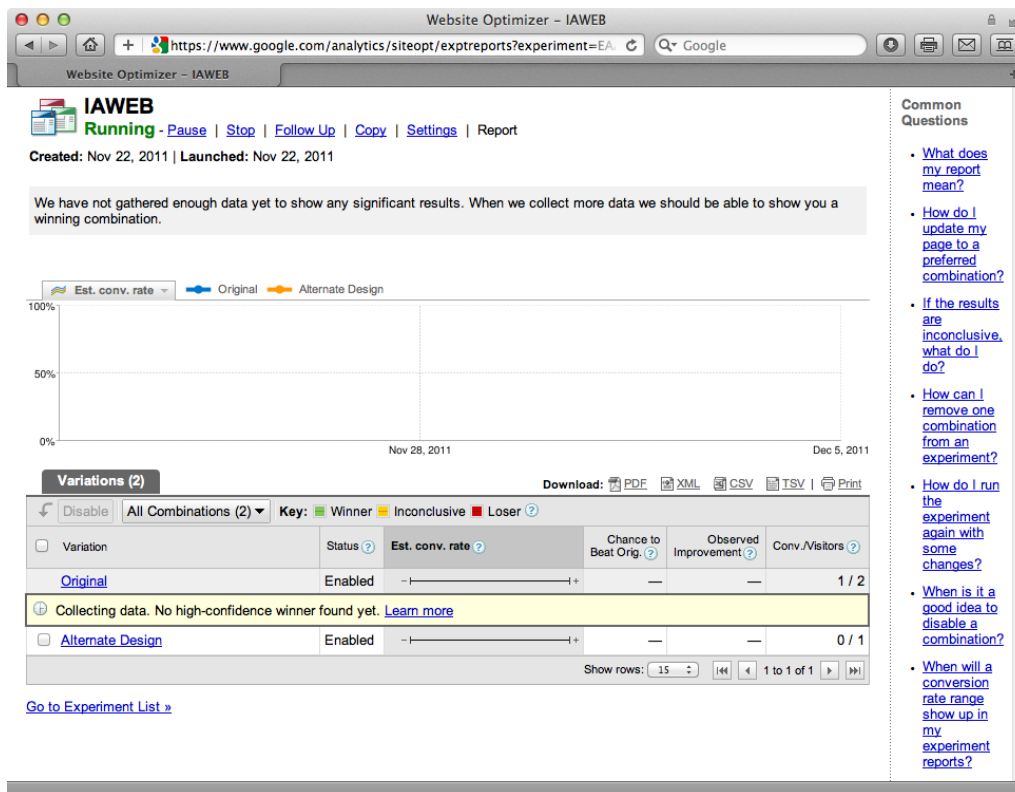 Website Optimizer – IAWEB
https://www.google.com/analytics/siteopt/exptreports?experiment=EA
Google
Website Optimizer – IAWEB
IAWEB
Running - Pause | Stop | Follow Up | Copy | Settings | Report
Created: Nov 22, 2011 | Launched: Nov 22, 2011
We have not gathered enough data yet to show any significant results. When we collect more data we should be able to show you a
winning combination.
Est. conv. rate
Original
Alternate Design
100%
50%
0%
Nov 28, 2011
Dec 5, 2011
Variations (2)
Download: PDF XML CSV TSV | Print
Disable
All Combinations (2)
Key: Winner Inconclusive Loser ?
Variation
Status ?
Est. conv. rate ?
Chance to
Beat Orig. ?
Observed
Improvement ?
Conv./Visitors ?
Original Enabled - + — — 1 / 2
Collecting data. No high-confidence winner found yet. Learn more
Alternate Design Enabled - + — — 0 / 1
Show rows: 15 1 to 1 of 1
Go to Experiment List »
Common
Questions
• What does
my report
mean?
• How do I
update my
page to a
preferred
combination?
• If the results
are
inconclusive,
what do I
do?
• How can I
remove one
combination
from an
experiment?
• How do I run
the
experiment
again with
some
changes?
• When is it a
good idea to
disable a
combination?
• When will a
conversion
rate range
show up in
my
experiment
reports?